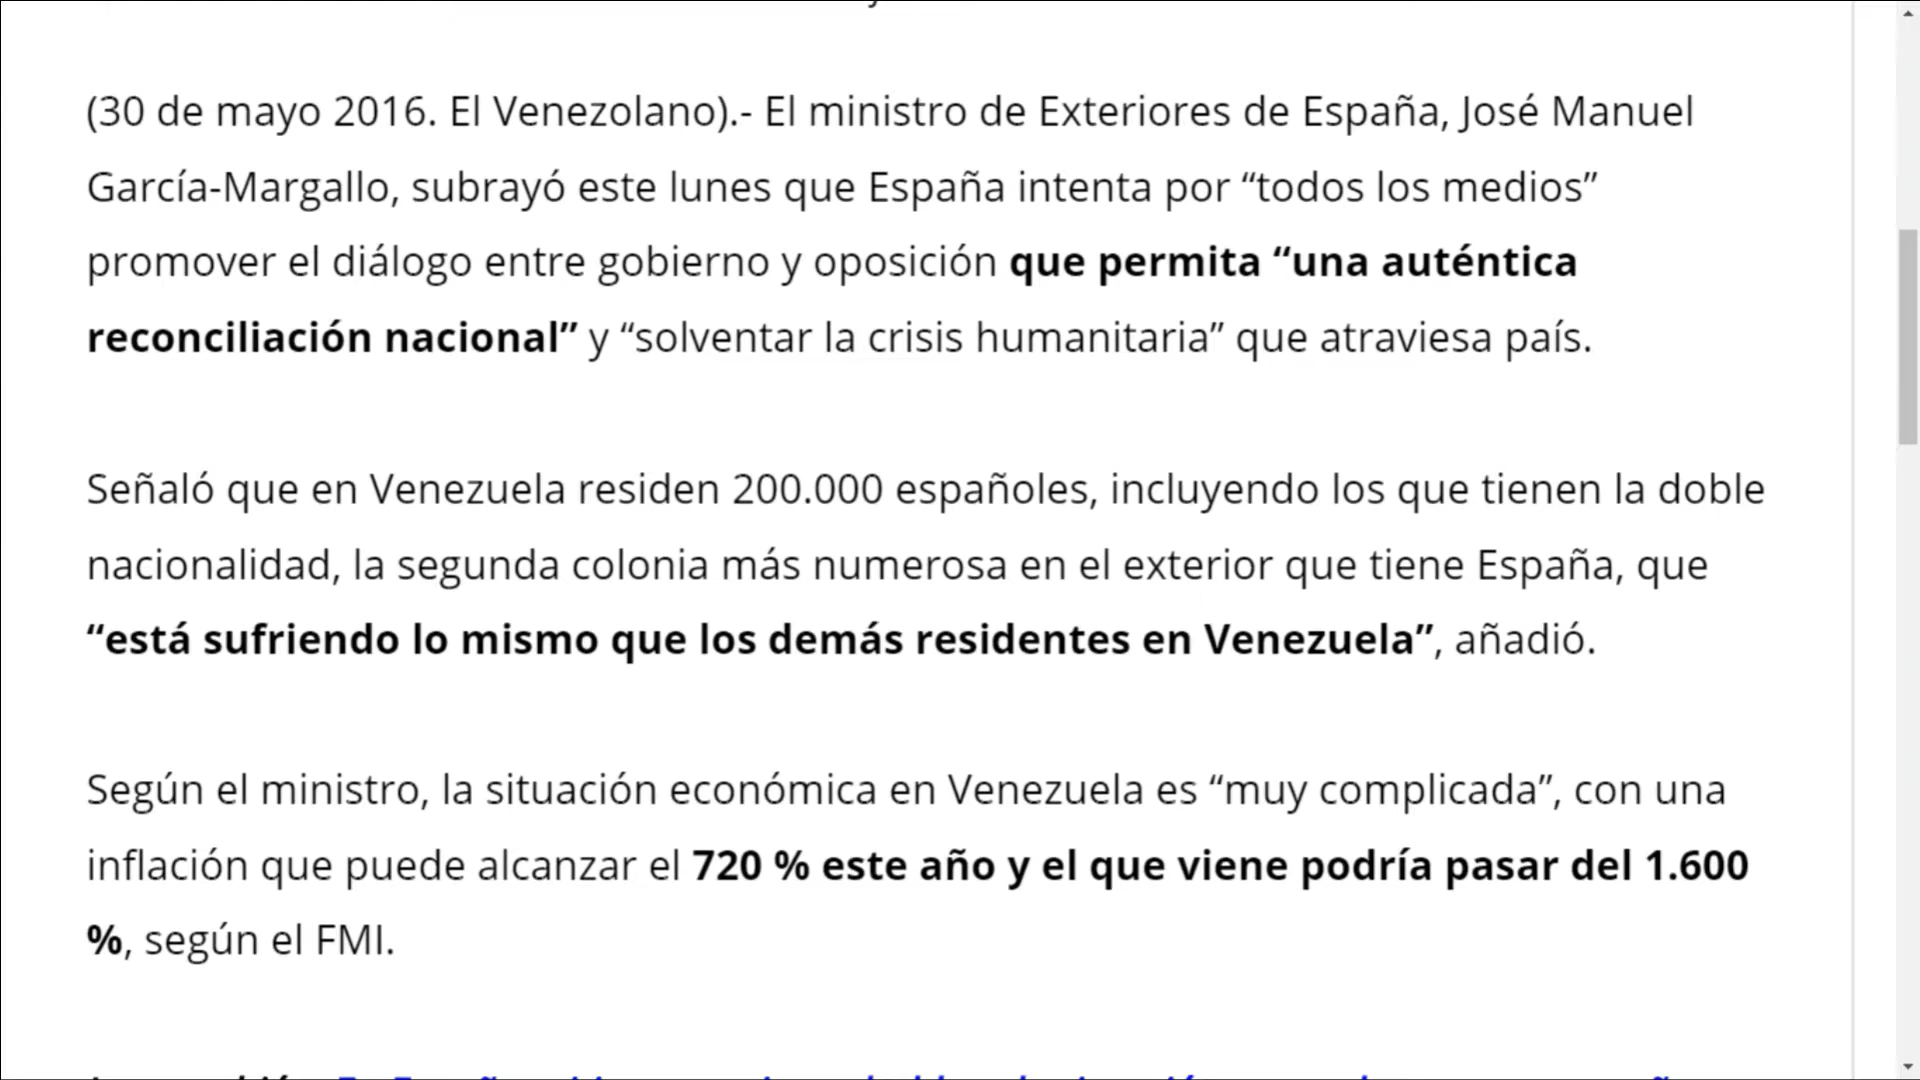 (30 de mayo 2016. El Venezolano).- El ministro de Exteriores de España, José Manuel
García-Margallo, subrayó este lunes que España intenta por “todos los medios”
promover el diálogo entre gobierno y oposición que permita “una auténtica
reconciliación nacional” y “solventar la crisis humanitaria” que atraviesa país.
Señaló que en Venezuela residen 200.000 españoles, incluyendo los que tienen la doble
nacionalidad, la segunda colonia más numerosa en el exterior que tiene España, que
“está sufriendo lo mismo que los demás residentes en Venezuela”, añadió.
Según el ministro, la situación económica en Venezuela es “muy complicada”, con una
inflación que puede alcanzar el 720 % este año y el que viene podría pasar del 1.600
%, según el FMI.